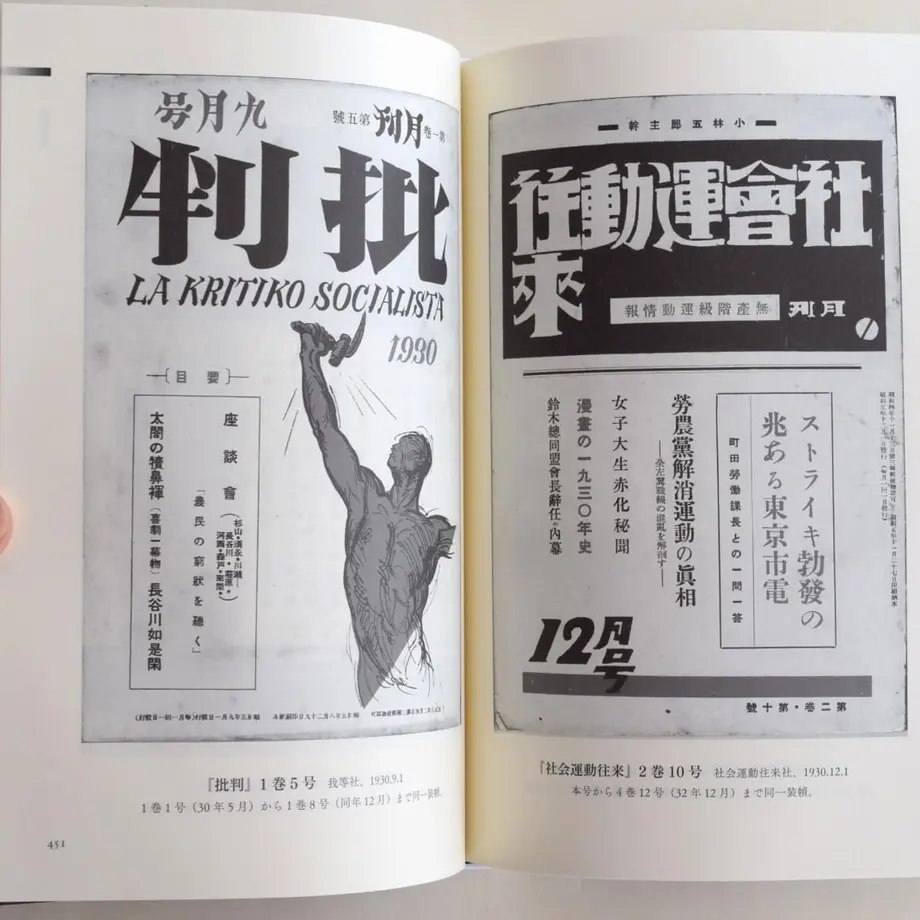 九月号
月刊 第一巻 第五號
批判
LA KRITIKO SOCIALISTA
1930
要目
座談會
「農民の窮狀を聽く」
太閤の犢鼻褌(喜劇一幕物)長谷川如是閑
『批判』1巻5号 我等社、1930.9.1
1巻1号(30年5月)から1巻8号(同年12月)まで同一装幀。
451
小林五郎主幹
社會運動往來
月刊
無產階級運動情報
ストライキ勃發の
兆ある東京市電
町田勞働課長との一問一答
勞農黨解消運動の眞相
女子大生赤化秘聞
漫畫の一九三〇年史
鈴木總同盟會長辭任の内幕
12月号
第二卷・第十號
『社会運動往来』2巻10号 社会運動往来社、1930.12.1
本号から4巻12号(32年12月)まで同一装幀。